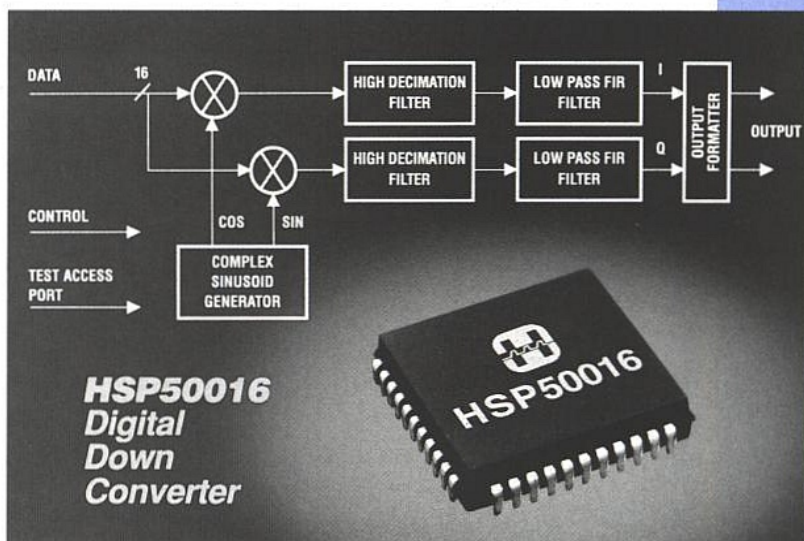 DATA
16
HIGH DECIMATION
FILTER
LOW PASS FIR
FILTER
I
OUTPUT
FORMATTER
OUTPUT
HIGH DECIMATION
FILTER
LOW PASS FIR
FILTER
Q
CONTROL
COS
SIN
TEST ACCESS
PORT
COMPLEX
SINUSOID
GENERATOR
HSP50016
HSP50016
Digital
Down
Converter